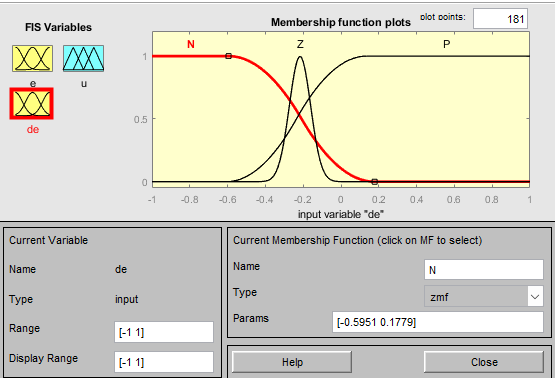 FIS Variables
Membership function plots
plot points: 181
N Z P
e u
de
1
0.5
0
-1 -0.8 -0.6 -0.4 -0.2 0 0.2 0.4 0.6 0.8 1
input variable "de"
Current Variable
Name de
Type input
Range [-1 1]
Display Range [-1 1]
Current Membership Function (click on MF to select)
Name N
Type zmf
Params [-0.5951 0.1779]
Help Close